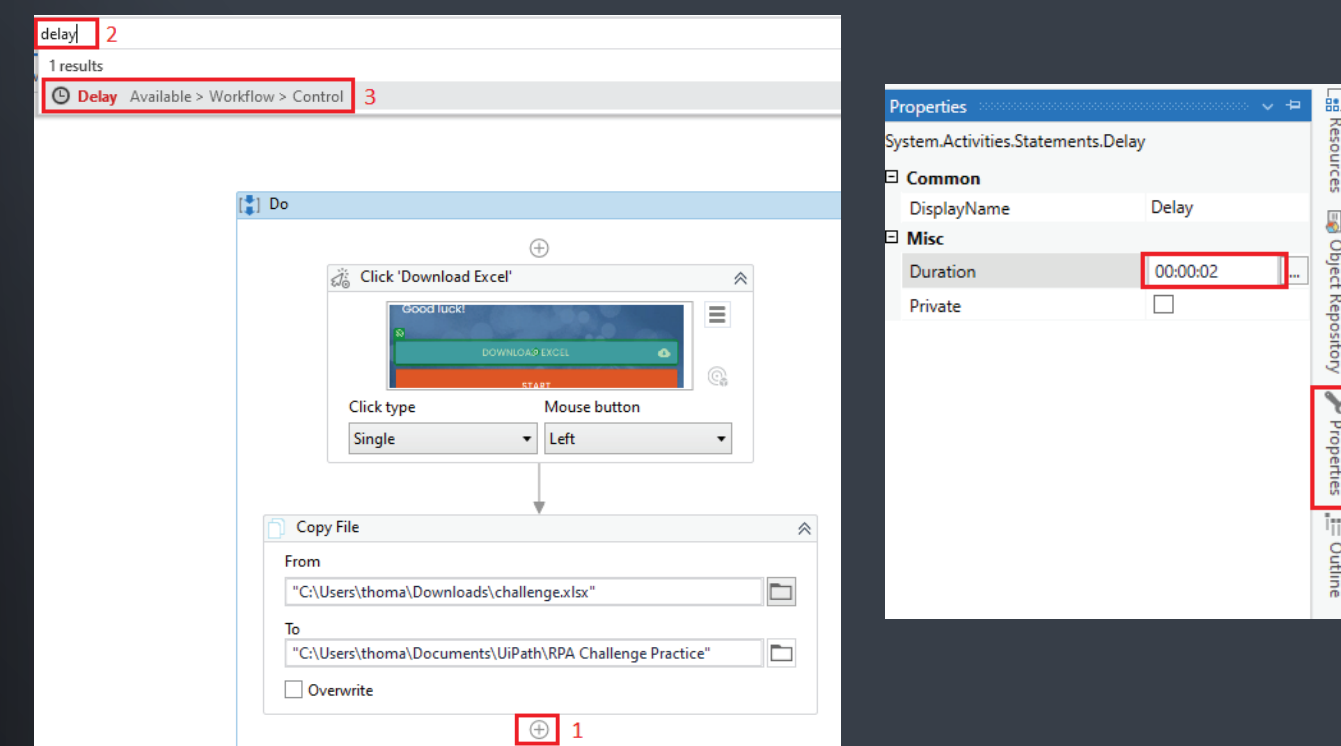 delay 2
1 results
Delay Available > Workflow > Control 3
Do
Click 'Download Excel'
Good luck!
DOWNLOAD EXCEL
START
Click type Mouse button
Single Left
Copy File
From
"C:\Users\thoma\Downloads\challenge.xlsx"
To
"C:\Users\thoma\Documents\UiPath\RPA Challenge Practice"
Overwrite
1
Properties
System.Activities.Statements.Delay
Common
DisplayName Delay
Misc
Duration 00:00:02 ...
Private
Resources
Object Repository
Properties
Outline